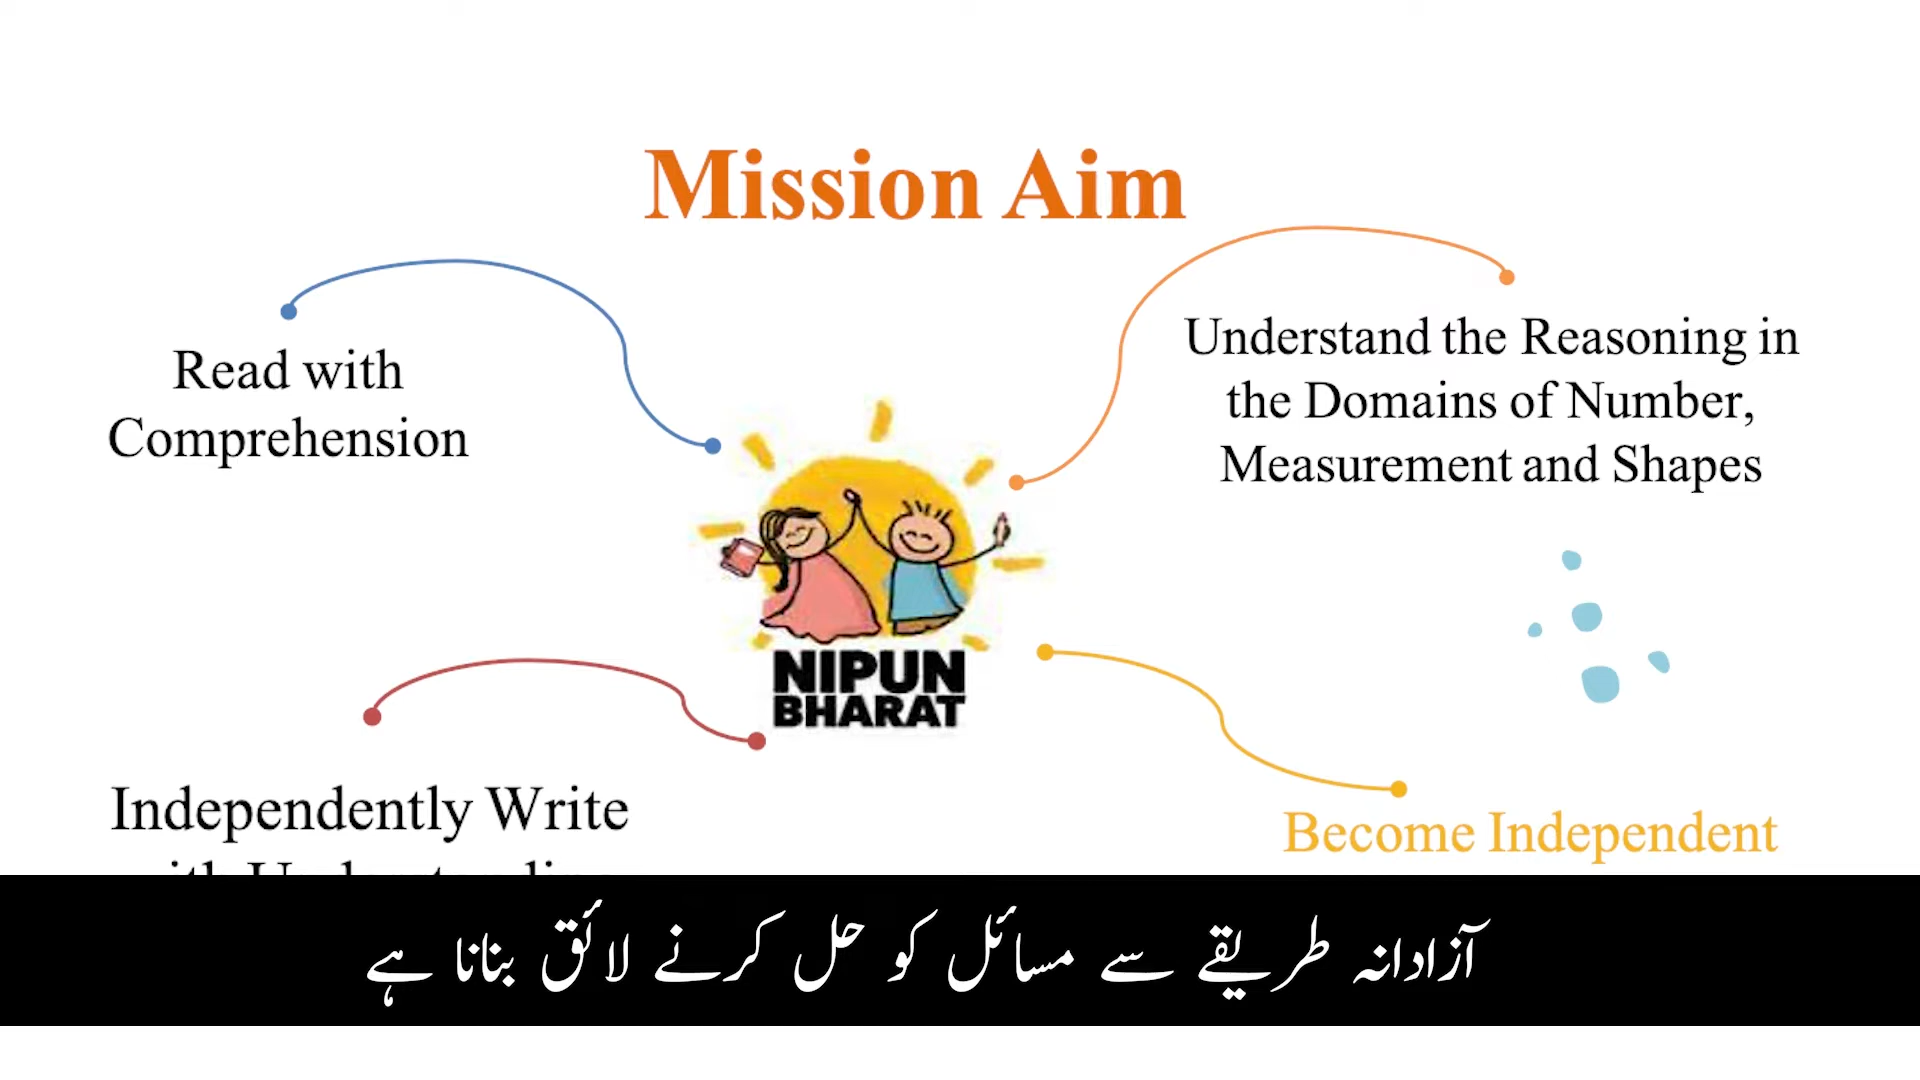 Mission Aim
Read with
Comprehension
Understand the Reasoning in
the Domains of Number,
Measurement and Shapes
NIPUN
BHARAT
Independently Write
Become Independent
آزادانہ طریقے سے مسائل کو حل کرنے لائق بنانا ہے